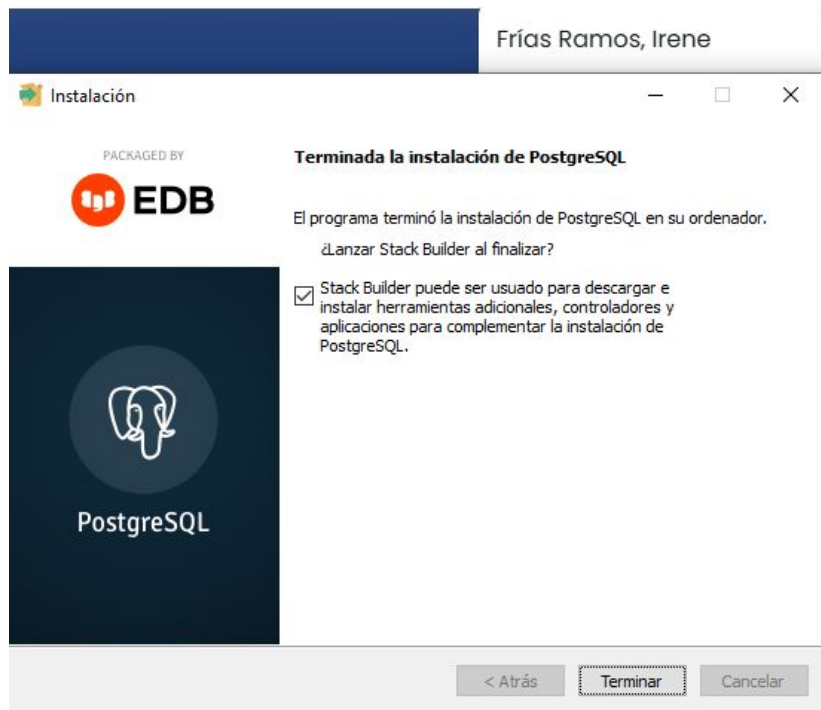 Frías Ramos, Irene
Instalación
PACKAGED BY
EDB
Terminada la instalación de PostgreSQL
El programa terminó la instalación de PostgreSQL en su ordenador.
¿Lanzar Stack Builder al finalizar?
Stack Builder puede ser usado para descargar e
instalar herramientas adicionales, controladores y
aplicaciones para complementar la instalación de
PostgreSQL.
PostgreSQL
< Atrás
Terminar
Cancelar